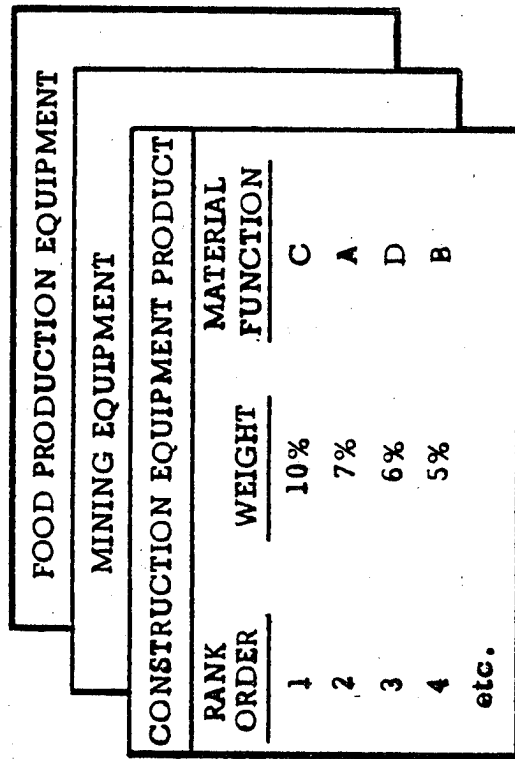 FOOD PRODUCTION EQUIPMENT
MINING EQUIPMENT
CONSTRUCTION EQUIPMENT PRODUCT
RANK ORDER WEIGHT MATERIAL FUNCTION
1 10% C
2 7% A
3 6% D
4 5% B
etc.